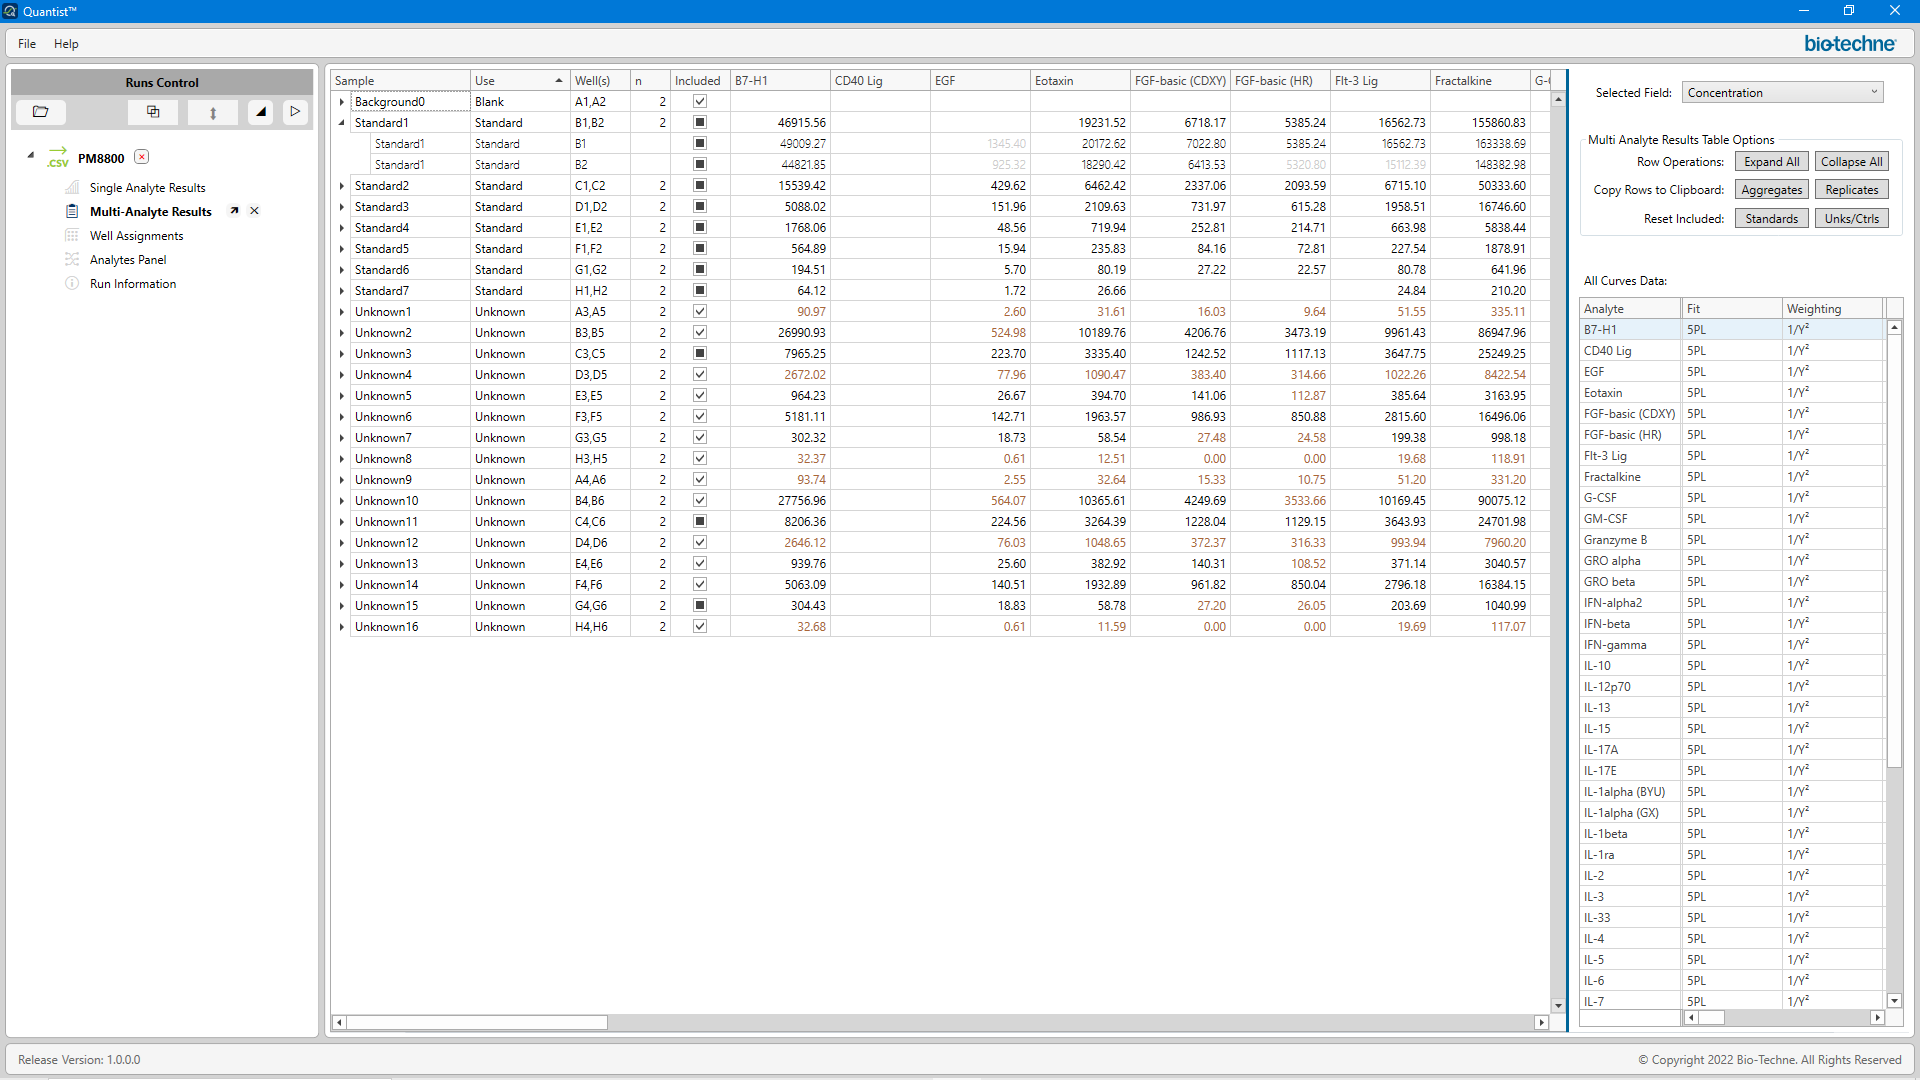 Quantist™
File Help
bio-techne
Runs Control
.csv PM8800
Single Analyte Results
Multi-Analyte Results
Well Assignments
Analytes Panel
Run Information
Sample Use Well(s) n Included B7-H1 CD40 Lig EGF Eotaxin FGF-basic (CDXY) FGF-basic (HR) Flt-3 Lig Fractalkine G-
Background0 Blank A1,A2 2
Standard1 Standard B1,B2 2 46915.56 19231.52 6718.17 5385.24 16562.73 155860.83
Standard1 Standard B1 49009.27 1345.40 20172.62 7022.80 5385.24 16562.73 163338.69
Standard1 Standard B2 44821.85 925.32 18290.42 6413.53 5320.80 15112.39 148382.98
Standard2 Standard C1,C2 2 15539.42 429.62 6462.42 2337.06 2093.59 6715.10 50333.60
Standard3 Standard D1,D2 2 5088.02 151.96 2109.63 731.97 615.28 1958.51 16746.60
Standard4 Standard E1,E2 2 1768.06 48.56 719.94 252.81 214.71 663.98 5838.44
Standard5 Standard F1,F2 2 564.89 15.94 235.83 84.16 72.81 227.54 1878.91
Standard6 Standard G1,G2 2 194.51 5.70 80.19 27.22 22.57 80.78 641.96
Standard7 Standard H1,H2 2 64.12 1.72 26.66 24.84 210.20
Unknown1 Unknown A3,A5 2 90.97 2.60 31.61 16.03 9.64 51.55 335.11
Unknown2 Unknown B3,B5 2 26990.93 524.98 10189.76 4206.76 3473.19 9961.43 86947.96
Unknown3 Unknown C3,C5 2 7965.25 223.70 3335.40 1242.52 1117.13 3647.75 25249.25
Unknown4 Unknown D3,D5 2 2672.02 77.96 1090.47 383.40 314.66 1022.26 8422.54
Unknown5 Unknown E3,E5 2 964.23 26.67 394.70 141.06 112.87 385.64 3163.95
Unknown6 Unknown F3,F5 2 5181.11 142.71 1963.57 986.93 850.88 2815.60 16496.06
Unknown7 Unknown G3,G5 2 302.32 18.73 58.54 27.48 24.58 199.38 998.18
Unknown8 Unknown H3,H5 2 32.37 0.61 12.51 0.00 0.00 19.68 118.91
Unknown9 Unknown A4,A6 2 93.74 2.55 32.64 15.33 10.75 51.20 331.20
Unknown10 Unknown B4,B6 2 27756.96 564.07 10365.61 4249.69 3533.66 10169.45 90075.12
Unknown11 Unknown C4,C6 2 8206.36 224.56 3264.39 1228.04 1129.15 3643.93 24701.98
Unknown12 Unknown D4,D6 2 2646.12 76.03 1048.65 372.37 316.33 993.94 7960.20
Unknown13 Unknown E4,E6 2 939.76 25.60 382.92 140.31 108.52 371.14 3040.57
Unknown14 Unknown F4,F6 2 5063.09 140.51 1932.89 961.82 850.04 2796.18 16384.15
Unknown15 Unknown G4,G6 2 304.43 18.83 58.78 27.20 26.05 203.69 1040.99
Unknown16 Unknown H4,H6 2 32.68 0.61 11.59 0.00 0.00 19.69 117.07
Selected Field: Concentration
Multi Analyte Results Table Options
Row Operations: Expand All Collapse All
Copy Rows to Clipboard: Aggregates Replicates
Reset Included: Standards Unks/Ctrls
All Curves Data:
Analyte Fit Weighting
B7-H1 5PL 1/Y²
CD40 Lig 5PL 1/Y²
EGF 5PL 1/Y²
Eotaxin 5PL 1/Y²
FGF-basic (CDXY) 5PL 1/Y²
FGF-basic (HR) 5PL 1/Y²
Flt-3 Lig 5PL 1/Y²
Fractalkine 5PL 1/Y²
G-CSF 5PL 1/Y²
GM-CSF 5PL 1/Y²
Granzyme B 5PL 1/Y²
GRO alpha 5PL 1/Y²
GRO beta 5PL 1/Y²
IFN-alpha2 5PL 1/Y²
IFN-beta 5PL 1/Y²
IFN-gamma 5PL 1/Y²
IL-10 5PL 1/Y²
IL-12p70 5PL 1/Y²
IL-13 5PL 1/Y²
IL-15 5PL 1/Y²
IL-17A 5PL 1/Y²
IL-17E 5PL 1/Y²
IL-1alpha (BYU) 5PL 1/Y²
IL-1alpha (GX) 5PL 1/Y²
IL-1beta 5PL 1/Y²
IL-1ra 5PL 1/Y²
IL-2 5PL 1/Y²
IL-3 5PL 1/Y²
IL-33 5PL 1/Y²
IL-4 5PL 1/Y²
IL-5 5PL 1/Y²
IL-6 5PL 1/Y²
IL-7 5PL 1/Y²
Release Version: 1.0.0.0
© Copyright 2022 Bio-Techne. All Rights Reserved